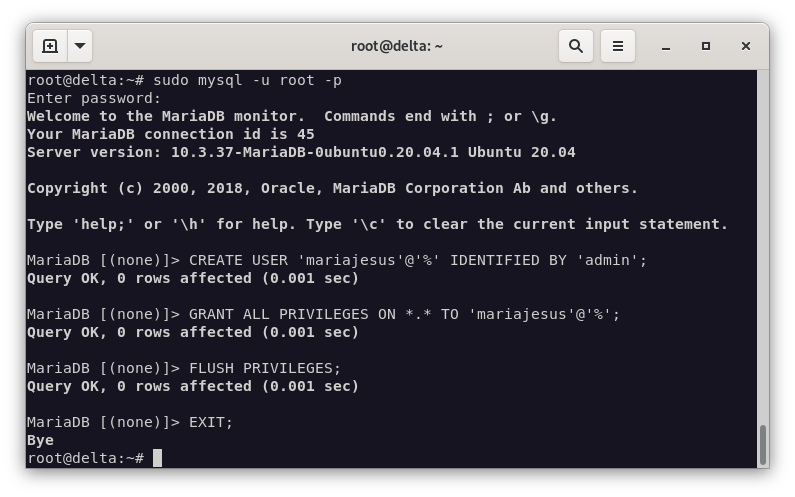 root@delta: ~
root@delta:~# sudo mysql -u root -p
Enter password:
Welcome to the MariaDB monitor.  Commands end with ; or \g.
Your MariaDB connection id is 45
Server version: 10.3.37-MariaDB-0ubuntu0.20.04.1 Ubuntu 20.04
Copyright (c) 2000, 2018, Oracle, MariaDB Corporation Ab and others.
Type 'help;' or '\h' for help. Type '\c' to clear the current input statement.
MariaDB [(none)]> CREATE USER 'mariajesus'@'%' IDENTIFIED BY 'admin';
Query OK, 0 rows affected (0.001 sec)
MariaDB [(none)]> GRANT ALL PRIVILEGES ON *.* TO 'mariajesus'@'%';
Query OK, 0 rows affected (0.001 sec)
MariaDB [(none)]> FLUSH PRIVILEGES;
Query OK, 0 rows affected (0.001 sec)
MariaDB [(none)]> EXIT;
Bye
root@delta:~#